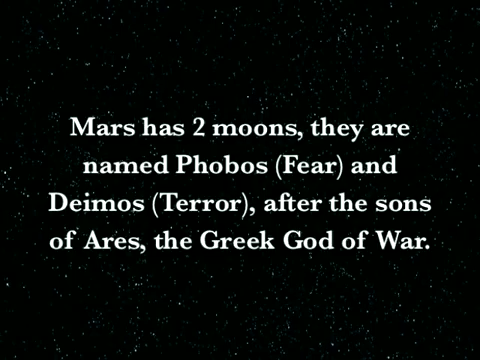 Mars has 2 moons, they are
named Phobos (Fear) and
Deimos (Terror), after the sons
of Ares, the Greek God of War.